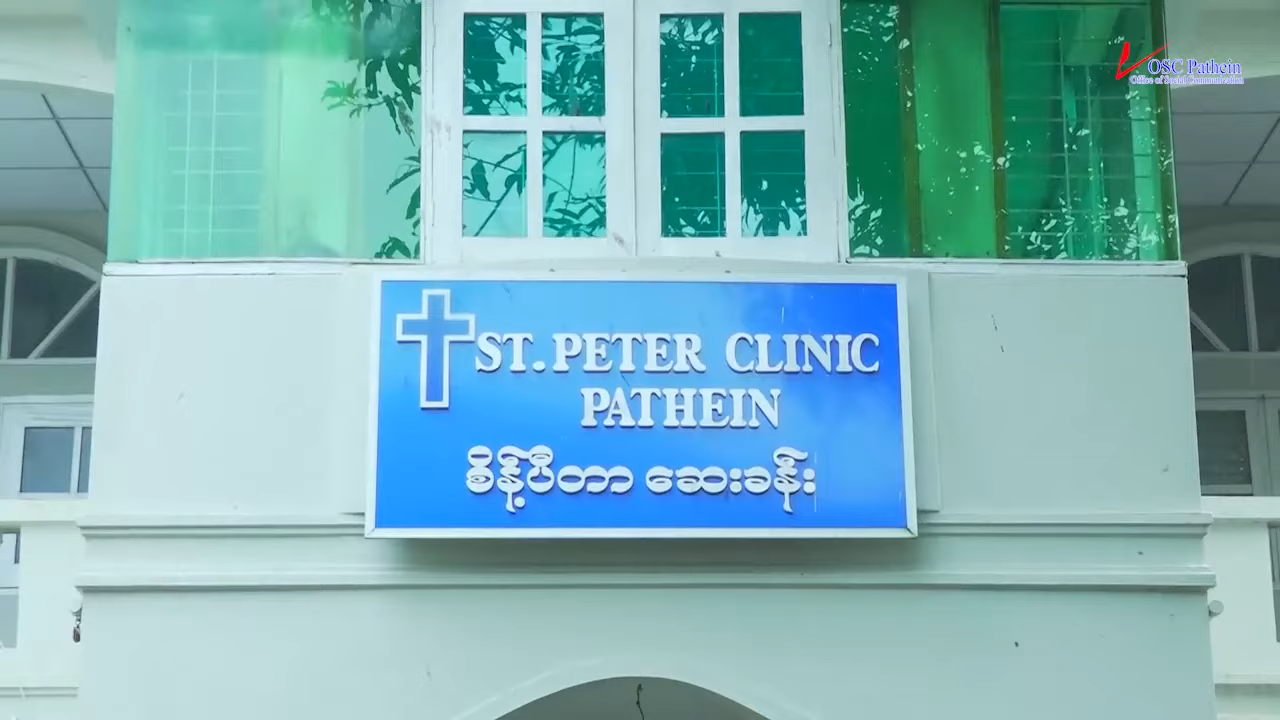 OSC Pathein
Office of Social Communication
ST. PETER CLINIC
PATHEIN
စိန့်ပီတာ ဆေးခန်း